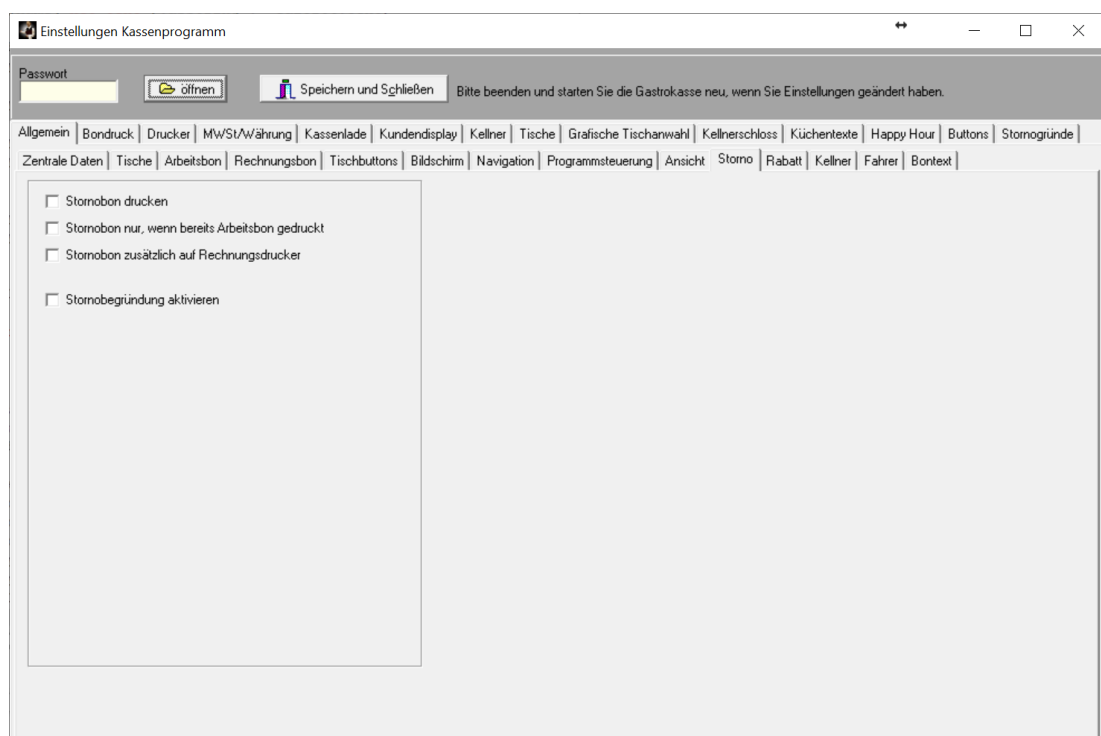 Einstellungen Kassenprogramm
Passwort
öffnen
Speichern und Schließen
Bitte beenden und starten Sie die Gastrokasse neu, wenn Sie Einstellungen geändert haben.
Allgemein Bondruck Drucker MWSt/Währung Kassenlade Kundendisplay Kellner Tische Grafische Tischanwahl Kellnerschloss Küchentexte Happy Hour Buttons Stornogründe
Zentrale Daten Tische Arbeitsbon Rechnungsbon Tischbuttons Bildschirm Navigation Programmsteuerung Ansicht Storno Rabatt Kellner Fahrer Bontext
Stornobon drucken
Stornobon nur, wenn bereits Arbeitsbon gedruckt
Stornobon zusätzlich auf Rechnungsdrucker
Stornobegründung aktivieren